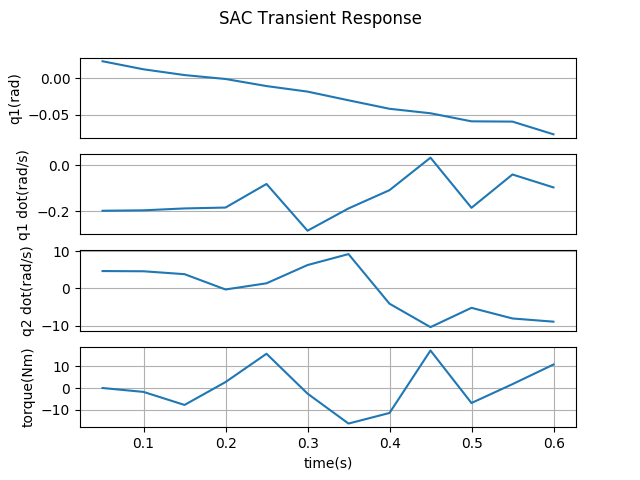 SAC Transient Response
q1(rad)
0.00
−0.05
q1 dot(rad/s)
0.0
−0.2
q2 dot(rad/s)
10
0
−10
torque(Nm)
10
0
−10
0.1 0.2 0.3 0.4 0.5 0.6
time(s)